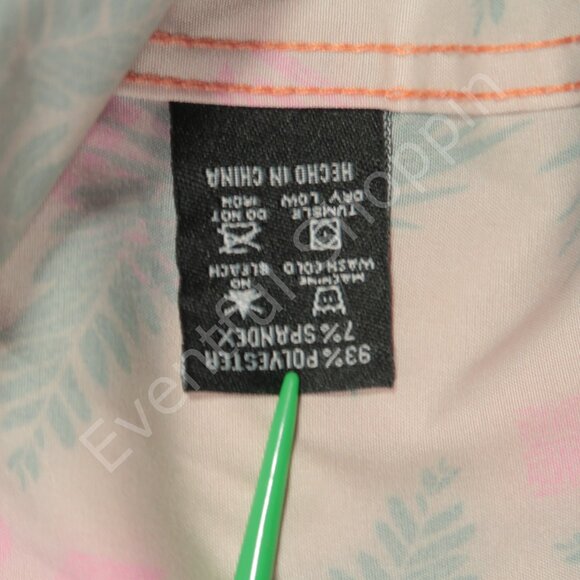 93% POLYESTER
7% SPANDEX
MACHINE
WASH COLD
NO
BLEACH
TUMBLE
DRY LOW
DO NOT
IRON
HECHO IN CHINA
Eventful Shoppin